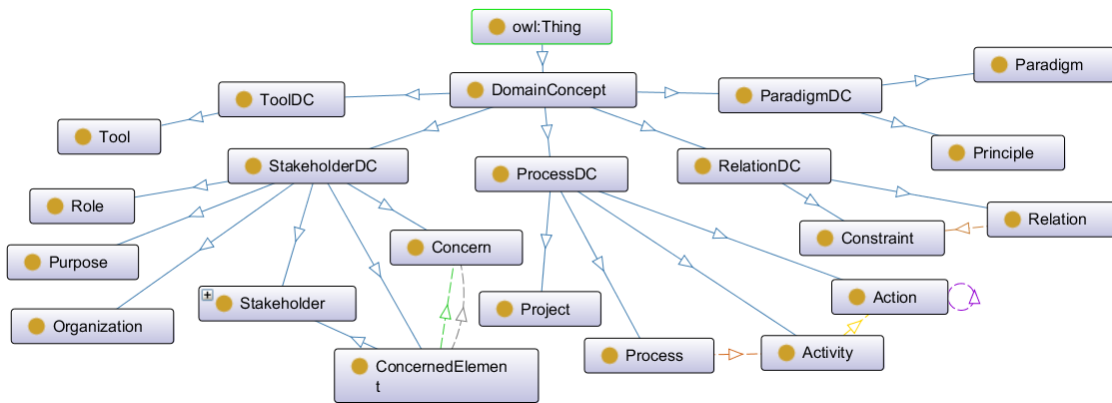 owl:Thing
Paradigm
DomainConcept
ToolDC
ParadigmDC
Tool
Principle
StakeholderDC
ProcessDC
RelationDC
Role
Relation
Concern
Constraint
Purpose
Stakeholder
Project
Action
Organization
Process
Activity
ConcernedElemen
t